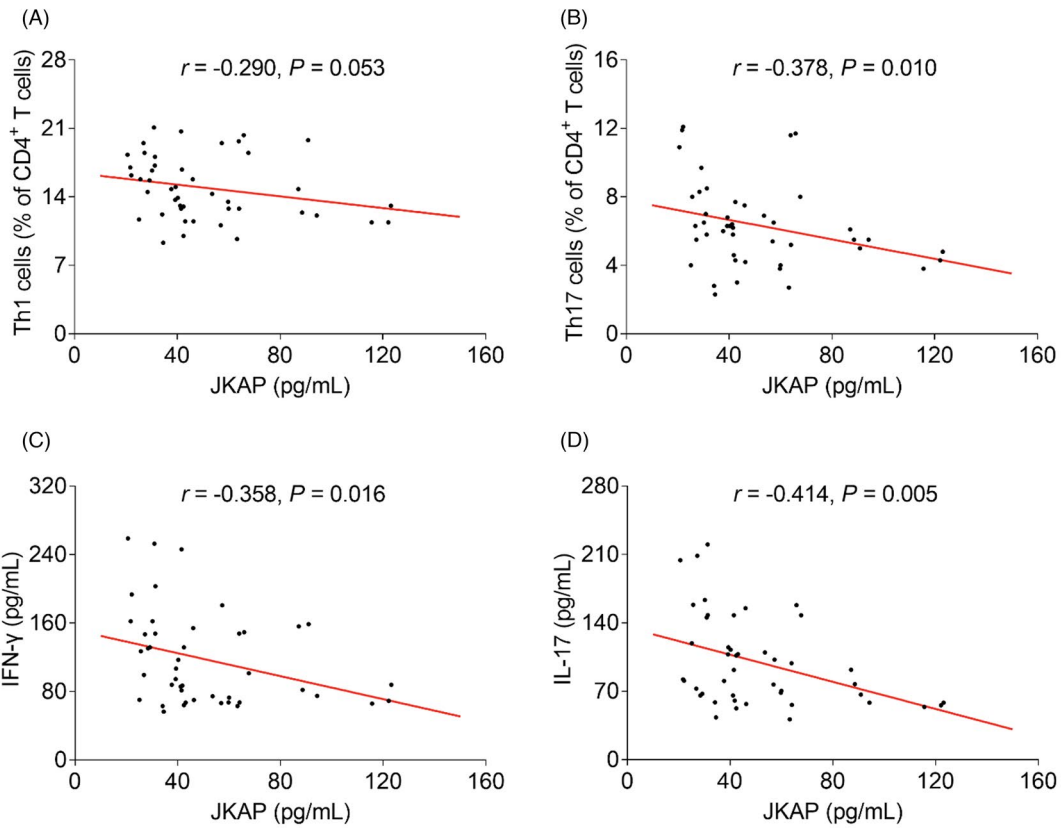 (A)
r = -0.290, P = 0.053
Th1 cells (% of CD4⁺ T cells)
28
21
14
7
0
0 40 80 120 160
JKAP (pg/mL)
(B)
r = -0.378, P = 0.010
Th17 cells (% of CD4⁺ T cells)
16
12
8
4
0
0 40 80 120 160
JKAP (pg/mL)
(C)
r = -0.358, P = 0.016
IFN-γ (pg/mL)
320
240
160
80
0
0 40 80 120 160
JKAP (pg/mL)
(D)
r = -0.414, P = 0.005
IL-17 (pg/mL)
280
210
140
70
0
0 40 80 120 160
JKAP (pg/mL)